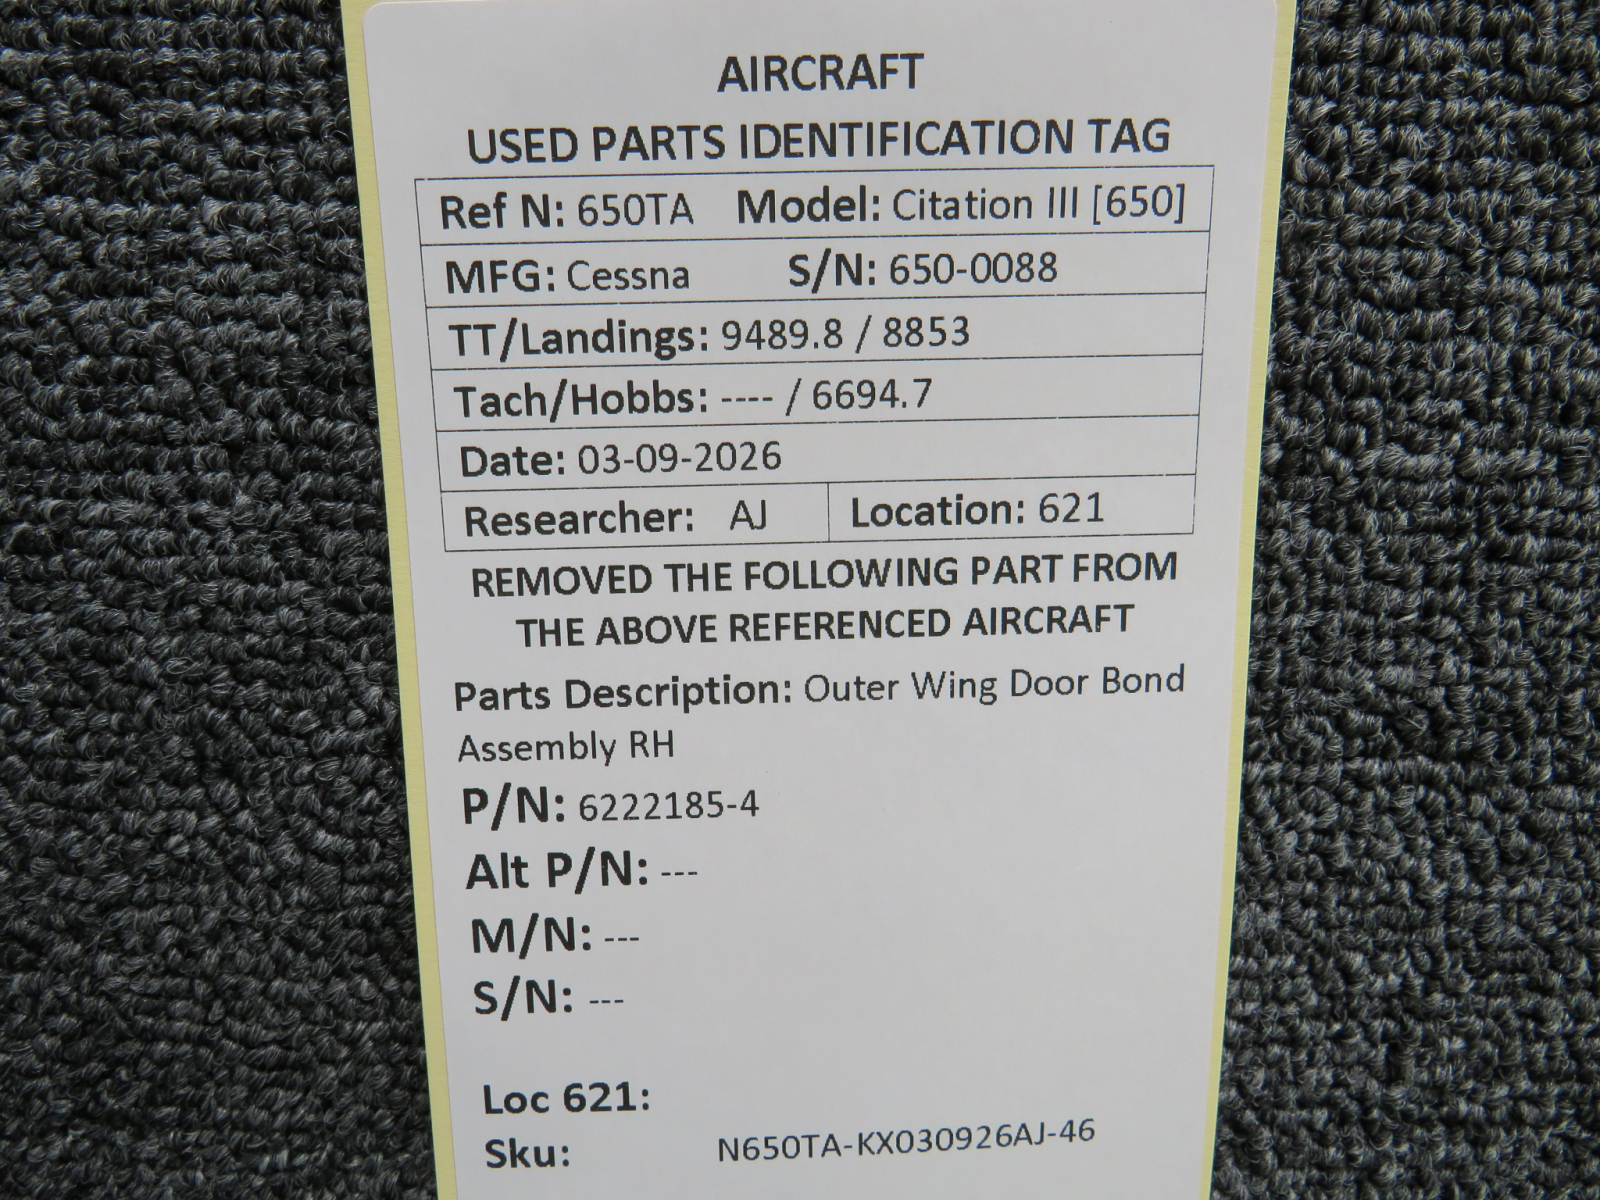 AIRCRAFT
USED PARTS IDENTIFICATION TAG
Ref N: 650TA Model: Citation III [650]
MFG: Cessna S/N: 650-0088
TT/Landings: 9489.8 / 8853
Tach/Hobbs: ---- / 6694.7
Date: 03-09-2026
Researcher: AJ Location: 621
REMOVED THE FOLLOWING PART FROM
THE ABOVE REFERENCED AIRCRAFT
Parts Description: Outer Wing Door Bond
Assembly RH
P/N: 6222185-4
Alt P/N: ---
M/N: ---
S/N: ---
Loc 621:
Sku: N650TA-KX030926AJ-46